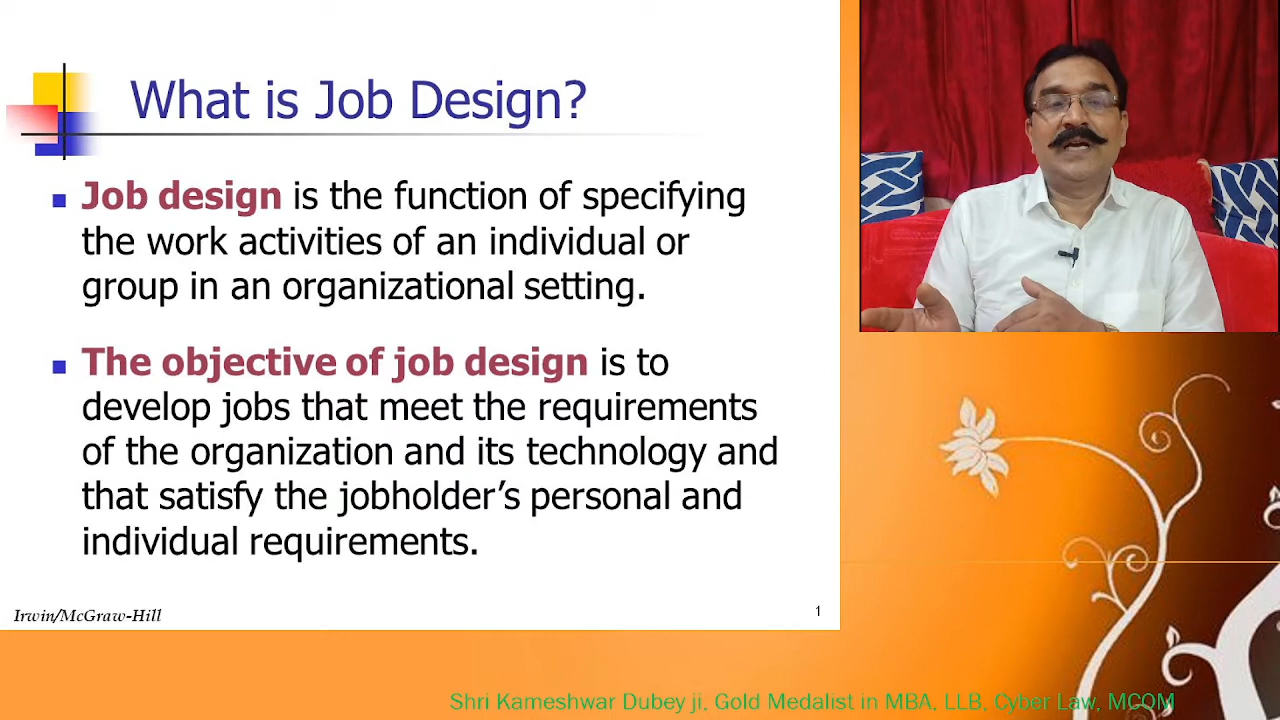 What is Job Design?
Job design is the function of specifying
the work activities of an individual or
group in an organizational setting.
The objective of job design is to
develop jobs that meet the requirements
of the organization and its technology and
that satisfy the jobholder’s personal and
individual requirements.
Irwin/McGraw-Hill
1
Shri Kameshwar Dubey ji, Gold Medalist in MBA, LLB, Cyber Law, MCOM